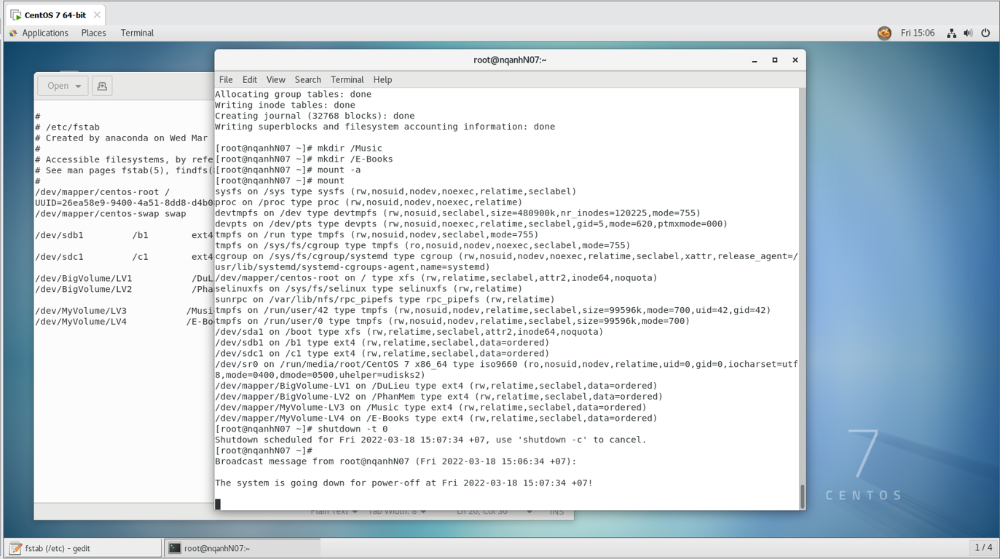 CentOS 7 64-bit
Applications Places Terminal Fri 15:06
root@nqanhN07:~
File Edit View Search Terminal Help
Open
#
# /etc/fstab
# Created by anaconda on Wed Mar
#
# Accessible filesystems, by refe
# See man pages fstab(5), findfs(
#
/dev/mapper/centos-root /
UUID=26ea58e9-9400-4a51-8dd8-d4b0
/dev/mapper/centos-swap swap
/dev/sdb1 /b1 ext4
/dev/sdc1 /c1 ext4
/dev/BigVolume/LV1 /DuL
/dev/BigVolume/LV2 /Pha
/dev/MyVolume/LV3 /Musi
/dev/MyVolume/LV4 /E-Bo
Allocating group tables: done
Writing inode tables: done
Creating journal (32768 blocks): done
Writing superblocks and filesystem accounting information: done
[root@nqanhN07 ~]# mkdir /Music
[root@nqanhN07 ~]# mkdir /E-Books
[root@nqanhN07 ~]# mount -a
[root@nqanhN07 ~]# mount
sysfs on /sys type sysfs (rw,nosuid,nodev,noexec,relatime,seclabel)
proc on /proc type proc (rw,nosuid,nodev,noexec,relatime)
devtmpfs on /dev type devtmpfs (rw,nosuid,seclabel,size=480900k,nr_inodes=120225,mode=755)
devpts on /dev/pts type devpts (rw,nosuid,noexec,relatime,seclabel,gid=5,mode=620,ptmxmode=000)
tmpfs on /run type tmpfs (rw,nosuid,nodev,seclabel,mode=755)
tmpfs on /sys/fs/cgroup type tmpfs (ro,nosuid,nodev,noexec,seclabel,mode=755)
cgroup on /sys/fs/cgroup/systemd type cgroup (rw,nosuid,nodev,noexec,relatime,seclabel,xattr,release_agent=/
usr/lib/systemd/systemd-cgroups-agent,name=systemd)
/dev/mapper/centos-root on / type xfs (rw,relatime,seclabel,attr2,inode64,noquota)
selinuxfs on /sys/fs/selinux type selinuxfs (rw,relatime)
sunrpc on /var/lib/nfs/rpc_pipefs type rpc_pipefs (rw,relatime)
tmpfs on /run/user/42 type tmpfs (rw,nosuid,nodev,relatime,seclabel,size=99596k,mode=700,uid=42,gid=42)
tmpfs on /run/user/0 type tmpfs (rw,nosuid,nodev,relatime,seclabel,size=99596k,mode=700)
/dev/sda1 on /boot type xfs (rw,relatime,seclabel,attr2,inode64,noquota)
/dev/sdb1 on /b1 type ext4 (rw,relatime,seclabel,data=ordered)
/dev/sdc1 on /c1 type ext4 (rw,relatime,seclabel,data=ordered)
/dev/sr0 on /run/media/root/CentOS 7 x86_64 type iso9660 (ro,nosuid,nodev,relatime,uid=0,gid=0,iocharset=utf
8,mode=0400,dmode=0500,uhelper=udisks2)
/dev/mapper/BigVolume-LV1 on /DuLieu type ext4 (rw,relatime,seclabel,data=ordered)
/dev/mapper/BigVolume-LV2 on /PhanMem type ext4 (rw,relatime,seclabel,data=ordered)
/dev/mapper/MyVolume-LV3 on /Music type ext4 (rw,relatime,seclabel,data=ordered)
/dev/mapper/MyVolume-LV4 on /E-Books type ext4 (rw,relatime,seclabel,data=ordered)
[root@nqanhN07 ~]# shutdown -t 0
Shutdown scheduled for Fri 2022-03-18 15:07:34 +07, use 'shutdown -c' to cancel.
[root@nqanhN07 ~]#
Broadcast message from root@nqanhN07 (Fri 2022-03-18 15:06:34 +07):
The system is going down for power-off at Fri 2022-03-18 15:07:34 +07!
Plain Text Tab Width: 8 Ln 20, Col 36 INS
7
CENTOS
fstab (/etc) - gedit root@nqanhN07:~ 1 / 4